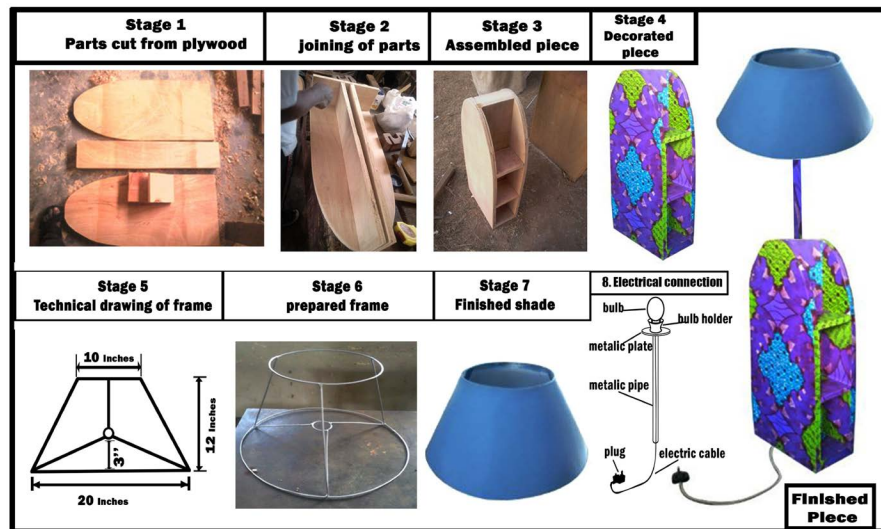 Stage 1
Parts cut from plywood
Stage 2
joining of parts
Stage 3
Assembled piece
Stage 4
Decorated
piece
Stage 5
Technical drawing of frame
Stage 6
prepared frame
Stage 7
Finished shade
8. Electrical connection
10 Inches
12 Inches
3"
20 Inches
bulb
bulb holder
metalic plate
metalic pipe
plug
electric cable
Finished
Piece